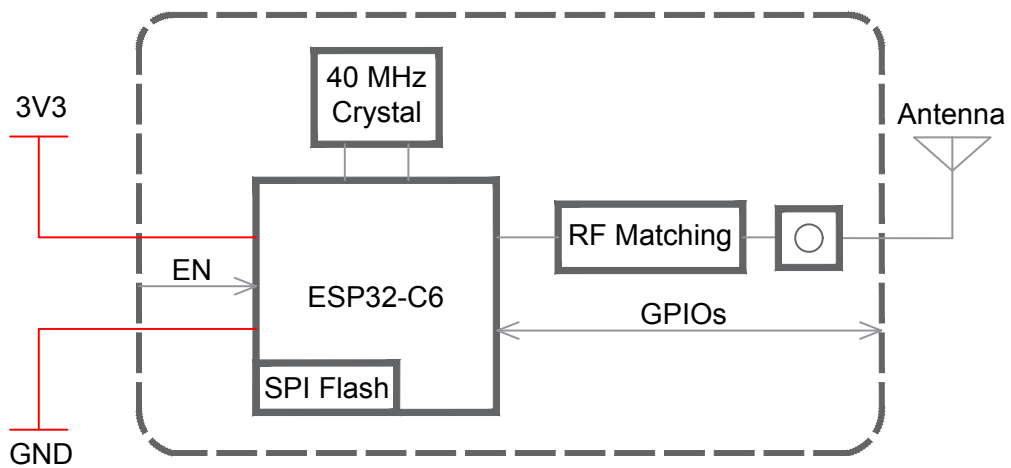 40 MHz
Crystal
3V3
Antenna
RF Matching
EN
ESP32-C6
GPIOs
SPI Flash
GND